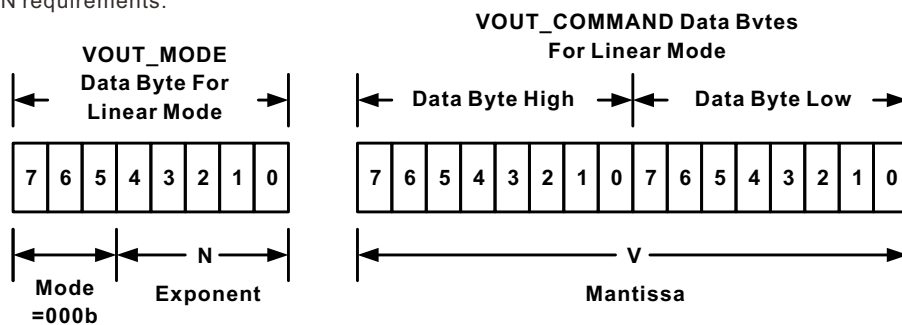 N requirements.
VOUT_MODE
Data Byte For
Linear Mode
VOUT_COMMAND Data Bytes
For Linear Mode
Data Byte High
Data Byte Low
7 6 5 4 3 2 1 0
7 6 5 4 3 2 1 0 7 6 5 4 3 2 1 0
N
V
Mode
=000b
Exponent
Mantissa